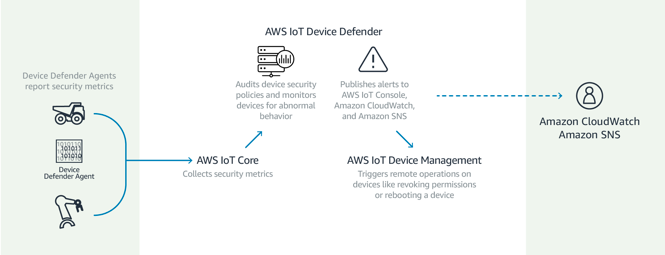 AWS IoT Device Defender
Device Defender Agents
report security metrics
Audits device security
policies and monitors
devices for abnormal
behavior
Publishes alerts to
AWS IoT Console,
Amazon CloudWatch,
and Amazon SNS
Amazon CloudWatch
Amazon SNS
101011
101010
Device
Defender Agent
AWS IoT Core
Collects security metrics
AWS IoT Device Management
Triggers remote operations on
devices like revoking permissions
or rebooting a device